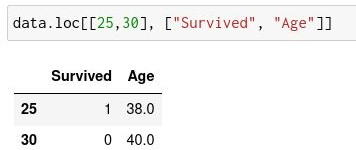 data.loc[[25,30], ["Survived", "Age"]]
Survived Age
25 1 38.0
30 0 40.0